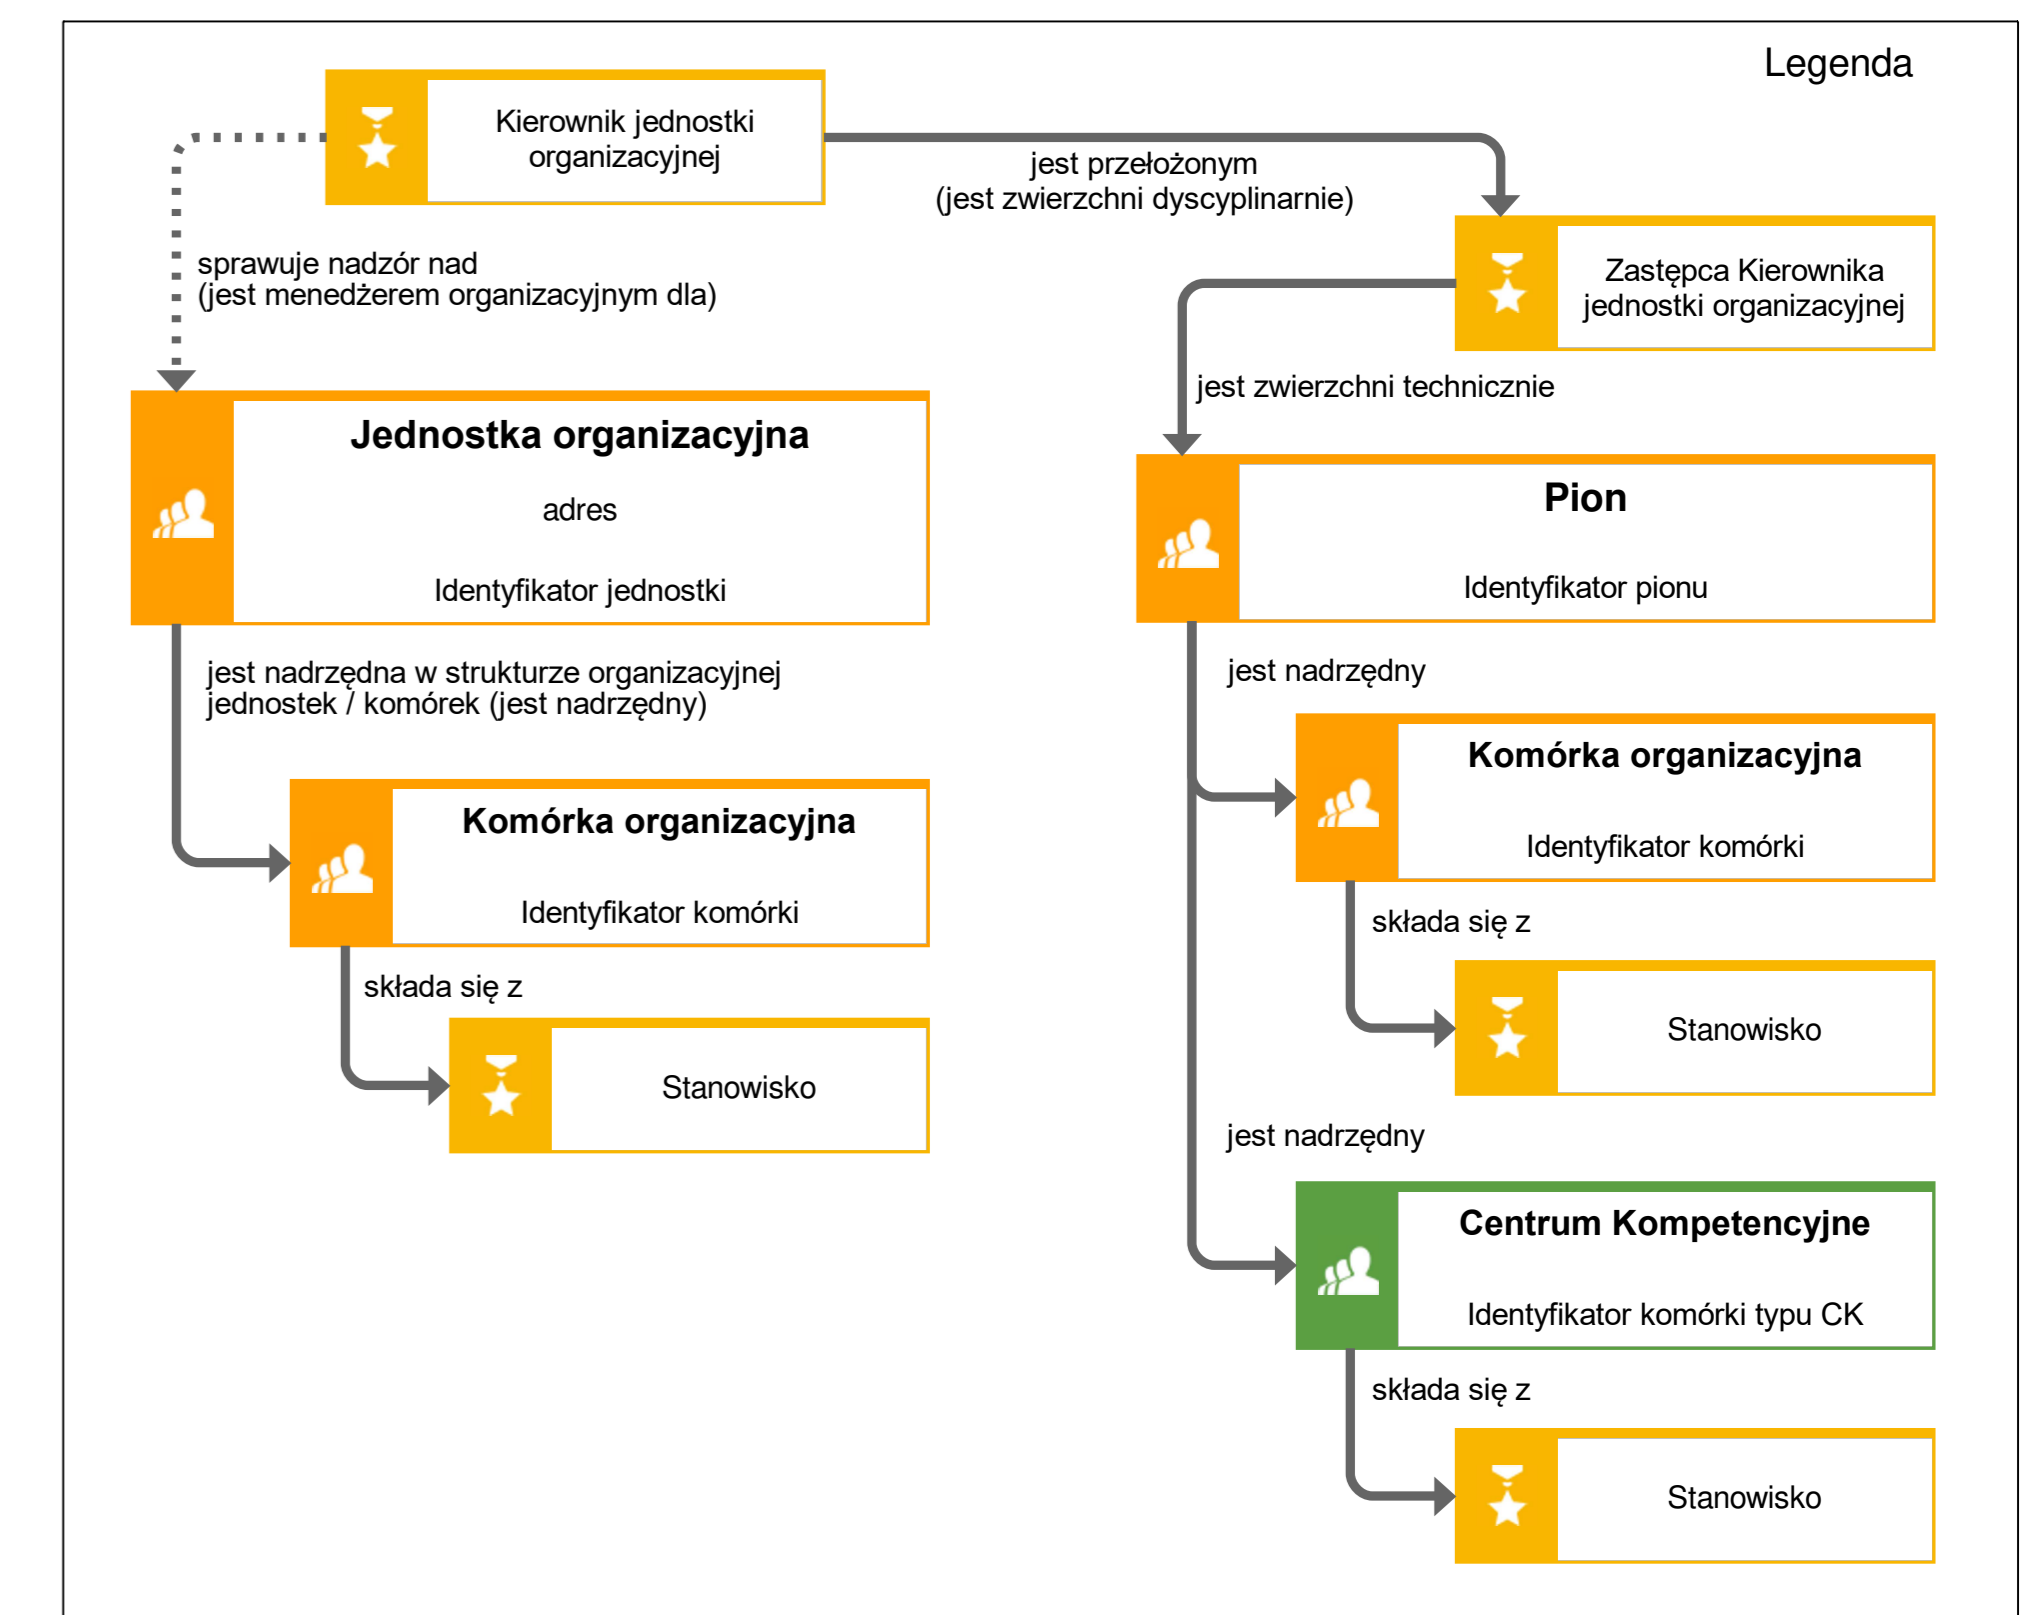 Legenda
Kierownik jednostki
organizacyjnej
jest przełożonym
(jest zwierzchni dyscyplinarnie)
sprawuje nadzór nad
(jest menedżerem organizacyjnym dla)
Zastępca Kierownika
jednostki organizacyjnej
jest zwierzchni technicznie
Jednostka organizacyjna
adres
Identyfikator jednostki
jest nadrzędna w strukturze organizacyjnej
jednostek / komórek (jest nadrzędny)
Komórka organizacyjna
Identyfikator komórki
składa się z
Stanowisko
Pion
Identyfikator pionu
jest nadrzędny
Komórka organizacyjna
Identyfikator komórki
składa się z
Stanowisko
jest nadrzędny
Centrum Kompetencyjne
Identyfikator komórki typu CK
składa się z
Stanowisko